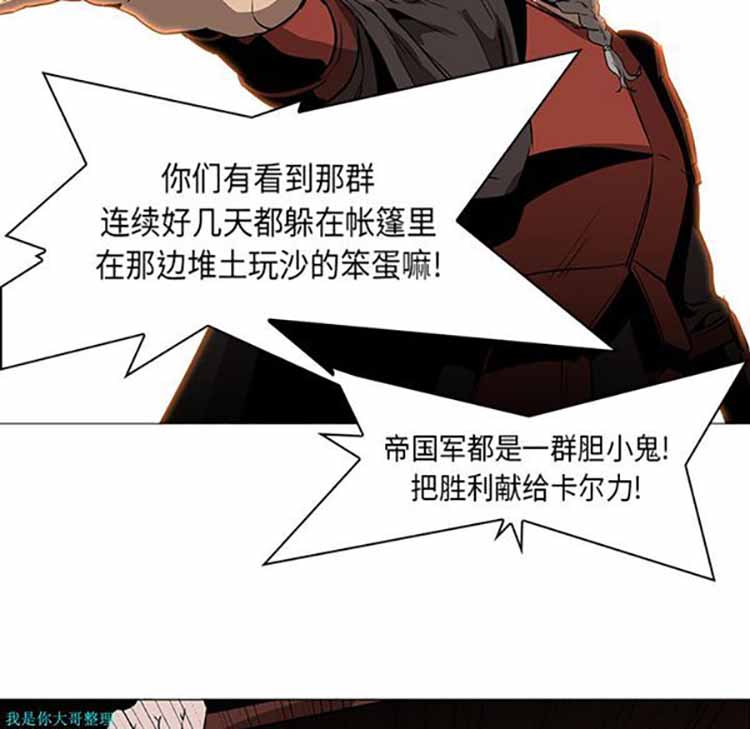 你们有看到那群
连续好几天都躲在帐篷里
在那边堆土玩沙的笨蛋嘛!
帝国军都是一群胆小鬼!
把胜利献给卡尔力!
我是你大哥整理